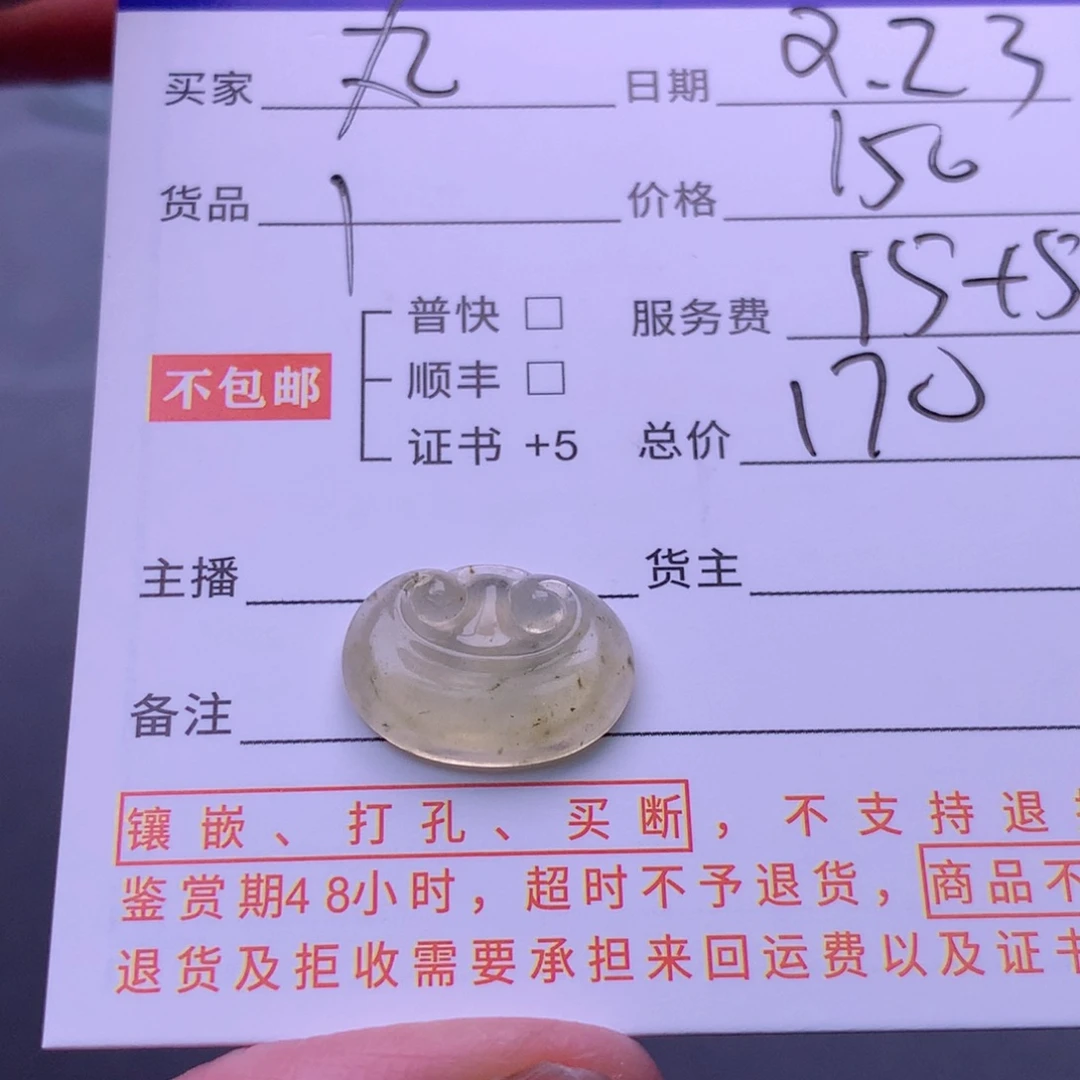 买家 日期 2.23
货品 1 价格 150
普快 □ 服务费 15+5
不包邮 顺丰 □
证书 +5 总价 170
主播 货主
备注
镶嵌、打孔、买断，不支持退
鉴赏期48小时，超时不予退货，商品不
退货及拒收需要承担来回运费以及证书